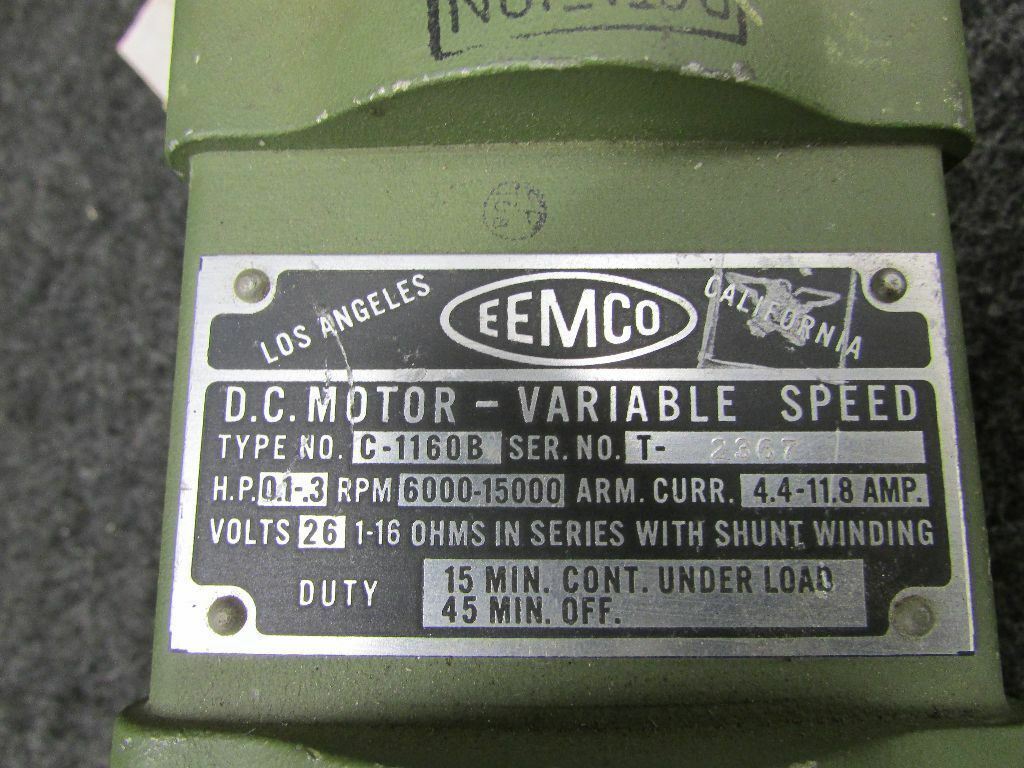 LOS ANGELES EEMCO CALIFORNIA
D.C. MOTOR - VARIABLE SPEED
TYPE NO. C-1160B SER. NO. T- 2367
H.P. 0.1-.3 RPM 6000-15000 ARM. CURR. 4.4-11.8 AMP.
VOLTS 26 1-16 OHMS IN SERIES WITH SHUNT WINDING
DUTY 15 MIN. CONT. UNDER LOAD
45 MIN. OFF.